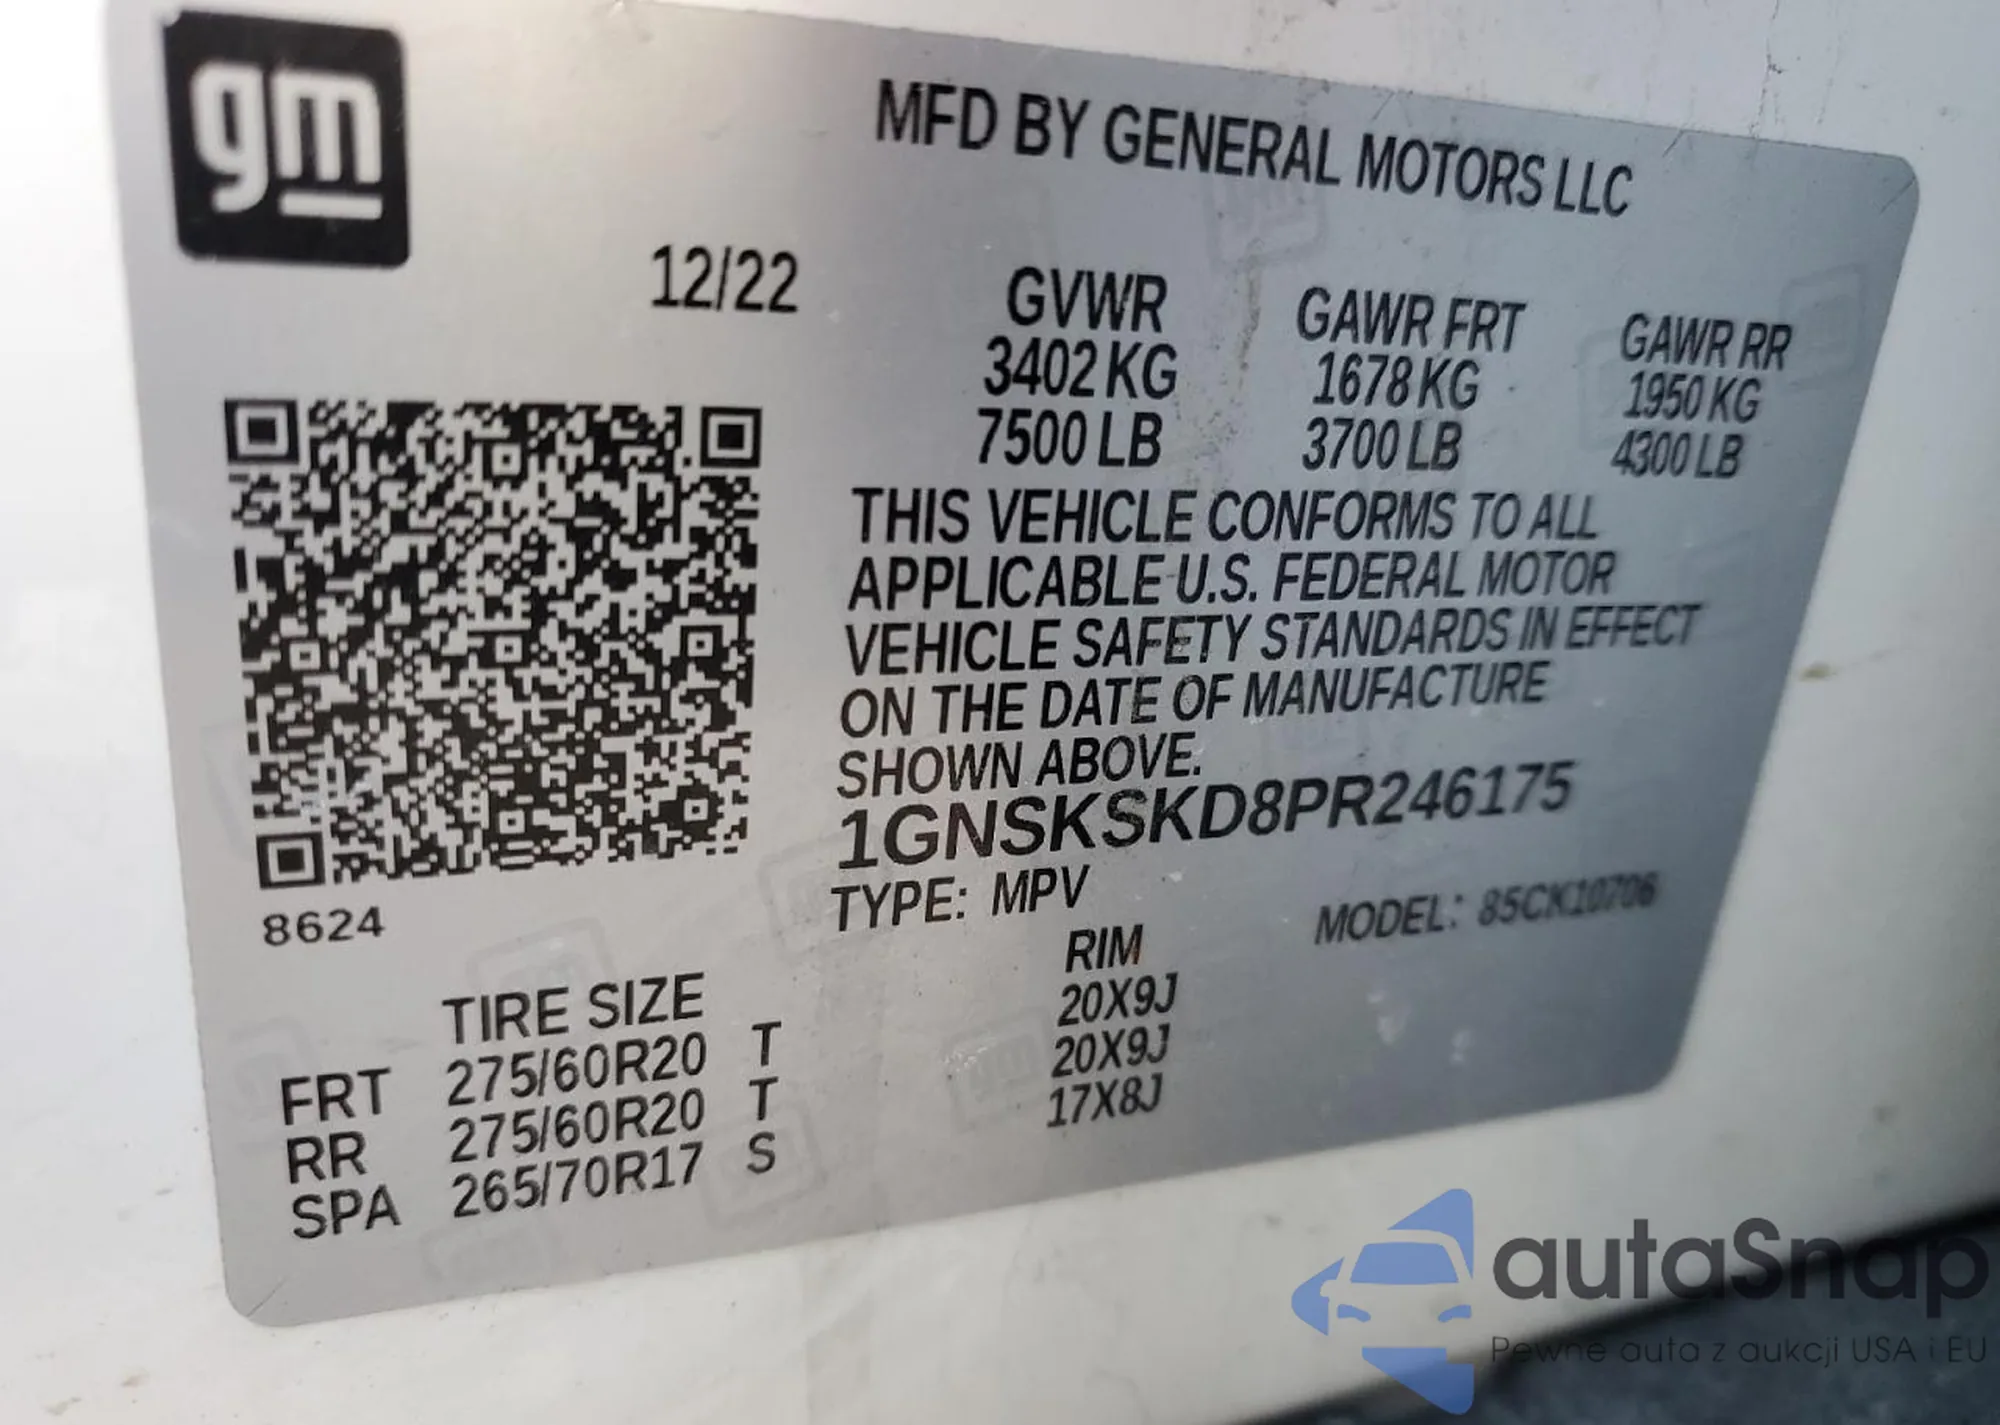 gm
MFD BY GENERAL MOTORS LLC
12/22
GVWR GAWR FRT GAWR RR
3402 KG 1678 KG 1950 KG
7500 LB 3700 LB 4300 LB
THIS VEHICLE CONFORMS TO ALL
APPLICABLE U.S. FEDERAL MOTOR
VEHICLE SAFETY STANDARDS IN EFFECT
ON THE DATE OF MANUFACTURE
SHOWN ABOVE.
1GNSKSKD8PR246175
TYPE: MPV MODEL: 85CK10706
8624
TIRE SIZE RIM
FRT 275/60R20 T 20X9J
RR 275/60R20 T 20X9J
SPA 265/70R17 S 17X8J
autaSnap
Pewne auta z aukcji USA i EU